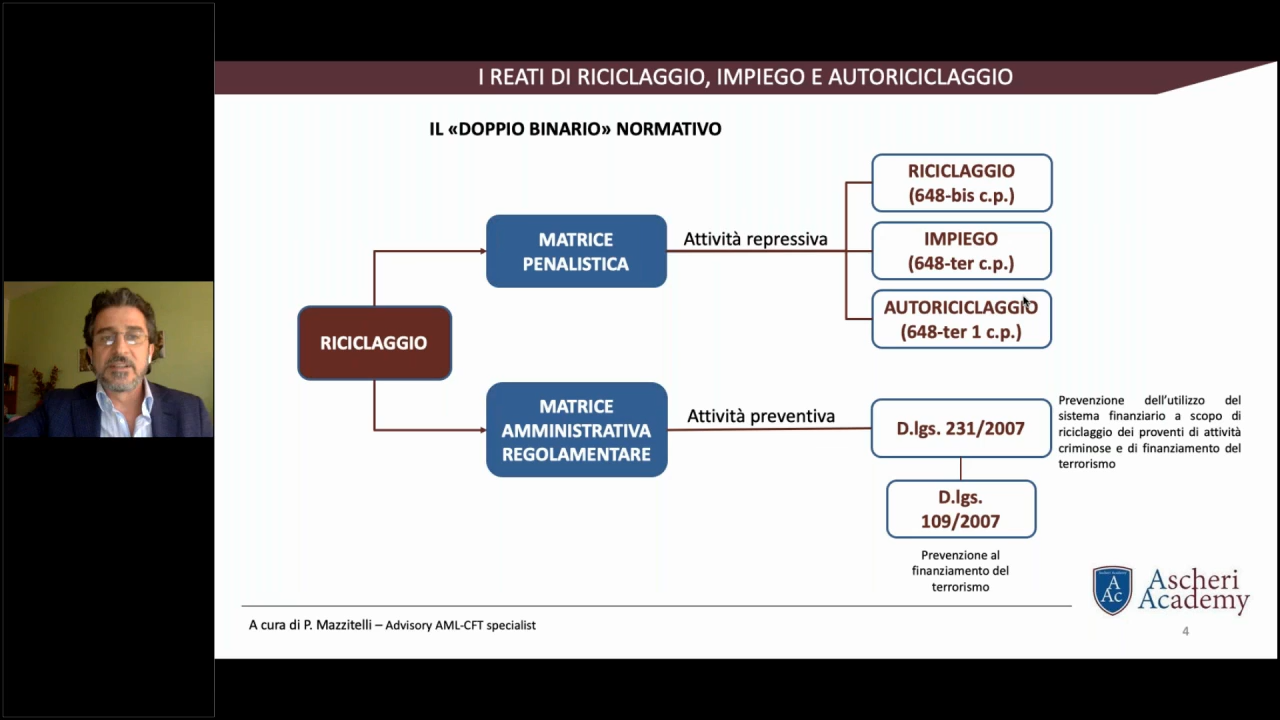 I REATI DI RICICLAGGIO, IMPIEGO E AUTORICICLAGGIO
IL «DOPPIO BINARIO» NORMATIVO
RICICLAGGIO
(648-bis c.p.)
MATRICE
PENALISTICA
Attività repressiva
IMPIEGO
(648-ter c.p.)
AUTORICICLAGGIO
(648-ter 1 c.p.)
RICICLAGGIO
MATRICE
AMMINISTRATIVA
REGOLAMENTARE
Attività preventiva
D.lgs. 231/2007
Prevenzione dell’utilizzo del
sistema finanziario a scopo di
riciclaggio dei proventi di attività
criminose e di finanziamento del
terrorismo
D.lgs.
109/2007
Prevenzione al
finanziamento del
terrorismo
A
Ac
Ascheri
Academy
A cura di P. Mazzitelli – Advisory AML-CFT specialist
4